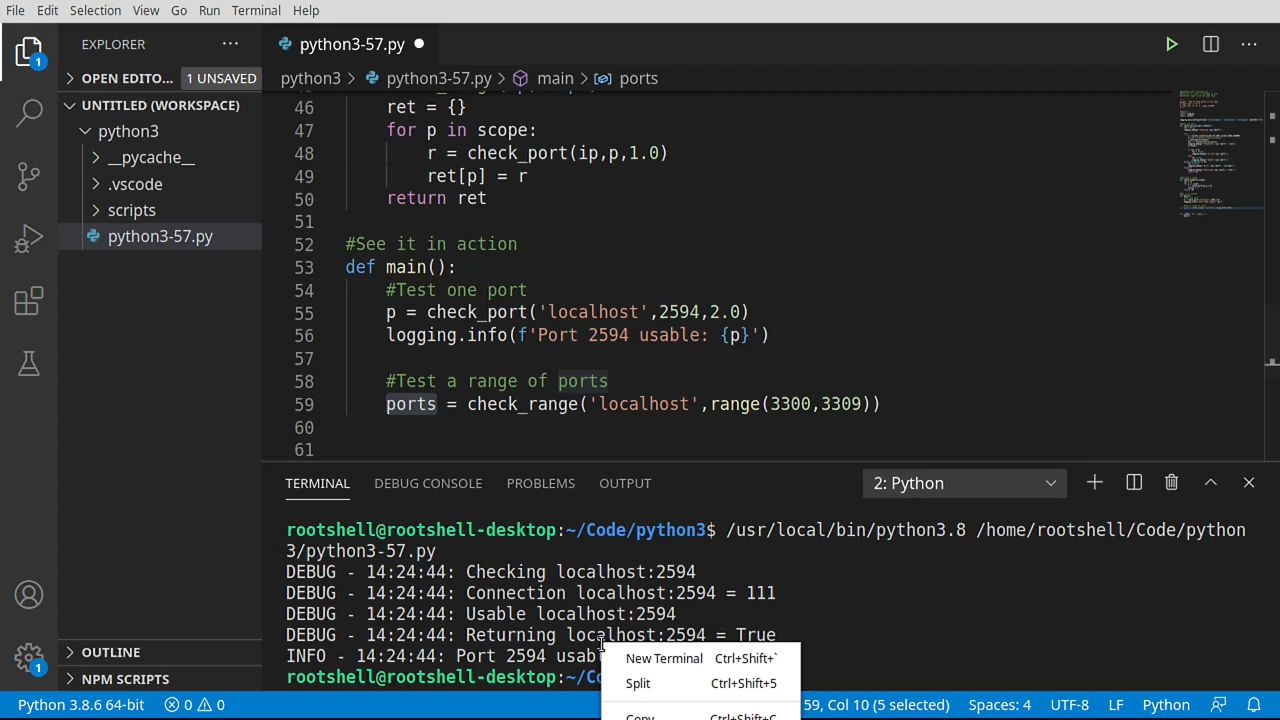 File Edit Selection View Go Run Terminal Help
EXPLORER
python3-57.py
OPEN EDITO... 1 UNSAVED
python3 > python3-57.py > main > ports
UNTITLED (WORKSPACE)
python3
__pycache__
.vscode
scripts
python3-57.py
46 ret = {}
47 for p in scope:
48 r = check_port(ip,p,1.0)
49 ret[p] = r
50 return ret
51
52 #See it in action
53 def main():
54 #Test one port
55 p = check_port('localhost',2594,2.0)
56 logging.info(f'Port 2594 usable: {p}')
57
58 #Test a range of ports
59 ports = check_range('localhost',range(3300,3309))
60
61
TERMINAL DEBUG CONSOLE PROBLEMS OUTPUT 2: Python
rootshell@rootshell-desktop:~/Code/python3$ /usr/local/bin/python3.8 /home/rootshell/Code/python
3/python3-57.py
DEBUG - 14:24:44: Checking localhost:2594
DEBUG - 14:24:44: Connection localhost:2594 = 111
DEBUG - 14:24:44: Usable localhost:2594
DEBUG - 14:24:44: Returning localhost:2594 = True
INFO - 14:24:44: Port 2594 usab
rootshell@rootshell-desktop:~/Co
New Terminal Ctrl+Shift+`
Split Ctrl+Shift+5
Copy Ctrl+Shift+C
1
1
OUTLINE
NPM SCRIPTS
Python 3.8.6 64-bit 0 0 59, Col 10 (5 selected) Spaces: 4 UTF-8 LF Python